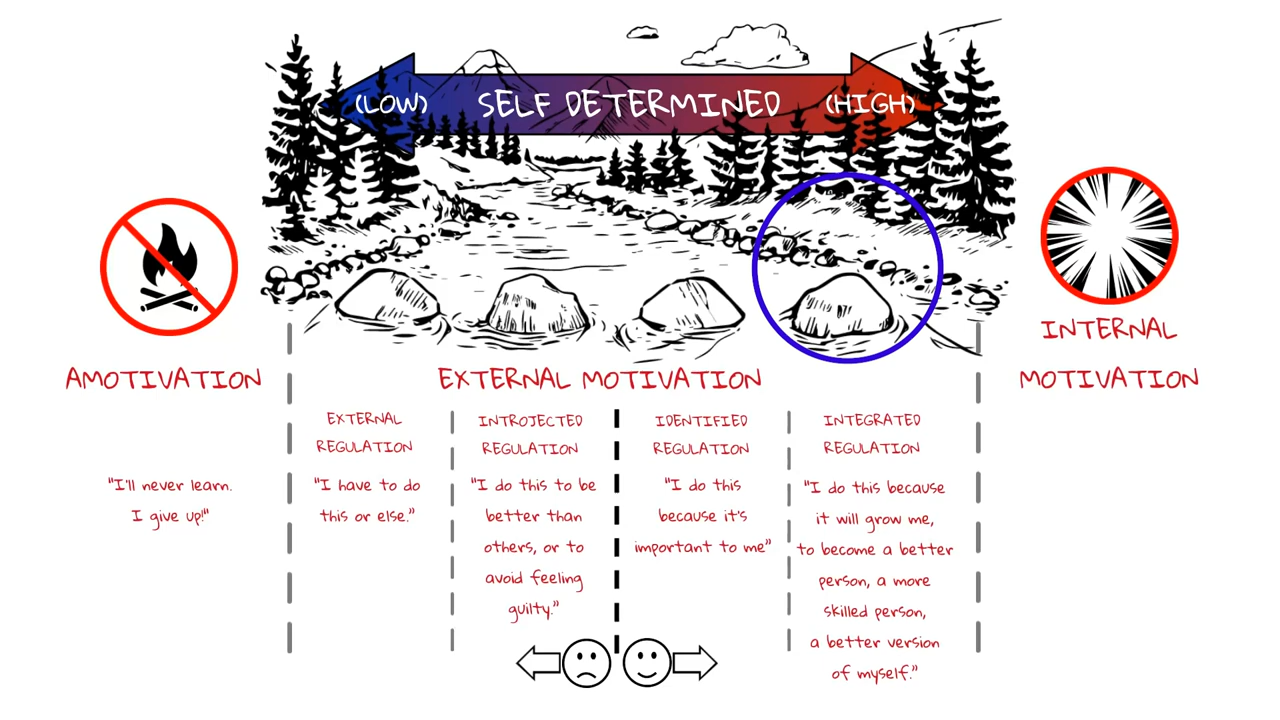 (LOW) SELF DETERMINED (HIGH)
INTERNAL
MOTIVATION
AMOTIVATION
EXTERNAL MOTIVATION
EXTERNAL
REGULATION
INTROJECTED
REGULATION
IDENTIFIED
REGULATION
INTEGRATED
REGULATION
"I'll never learn.
I give up!"
"I have to do
this or else."
"I do this to be
better than
others, or to
avoid feeling
guilty."
"I do this
because it's
important to me"
"I do this because
it will grow me,
to become a better
person, a more
skilled person,
a better version
of myself."